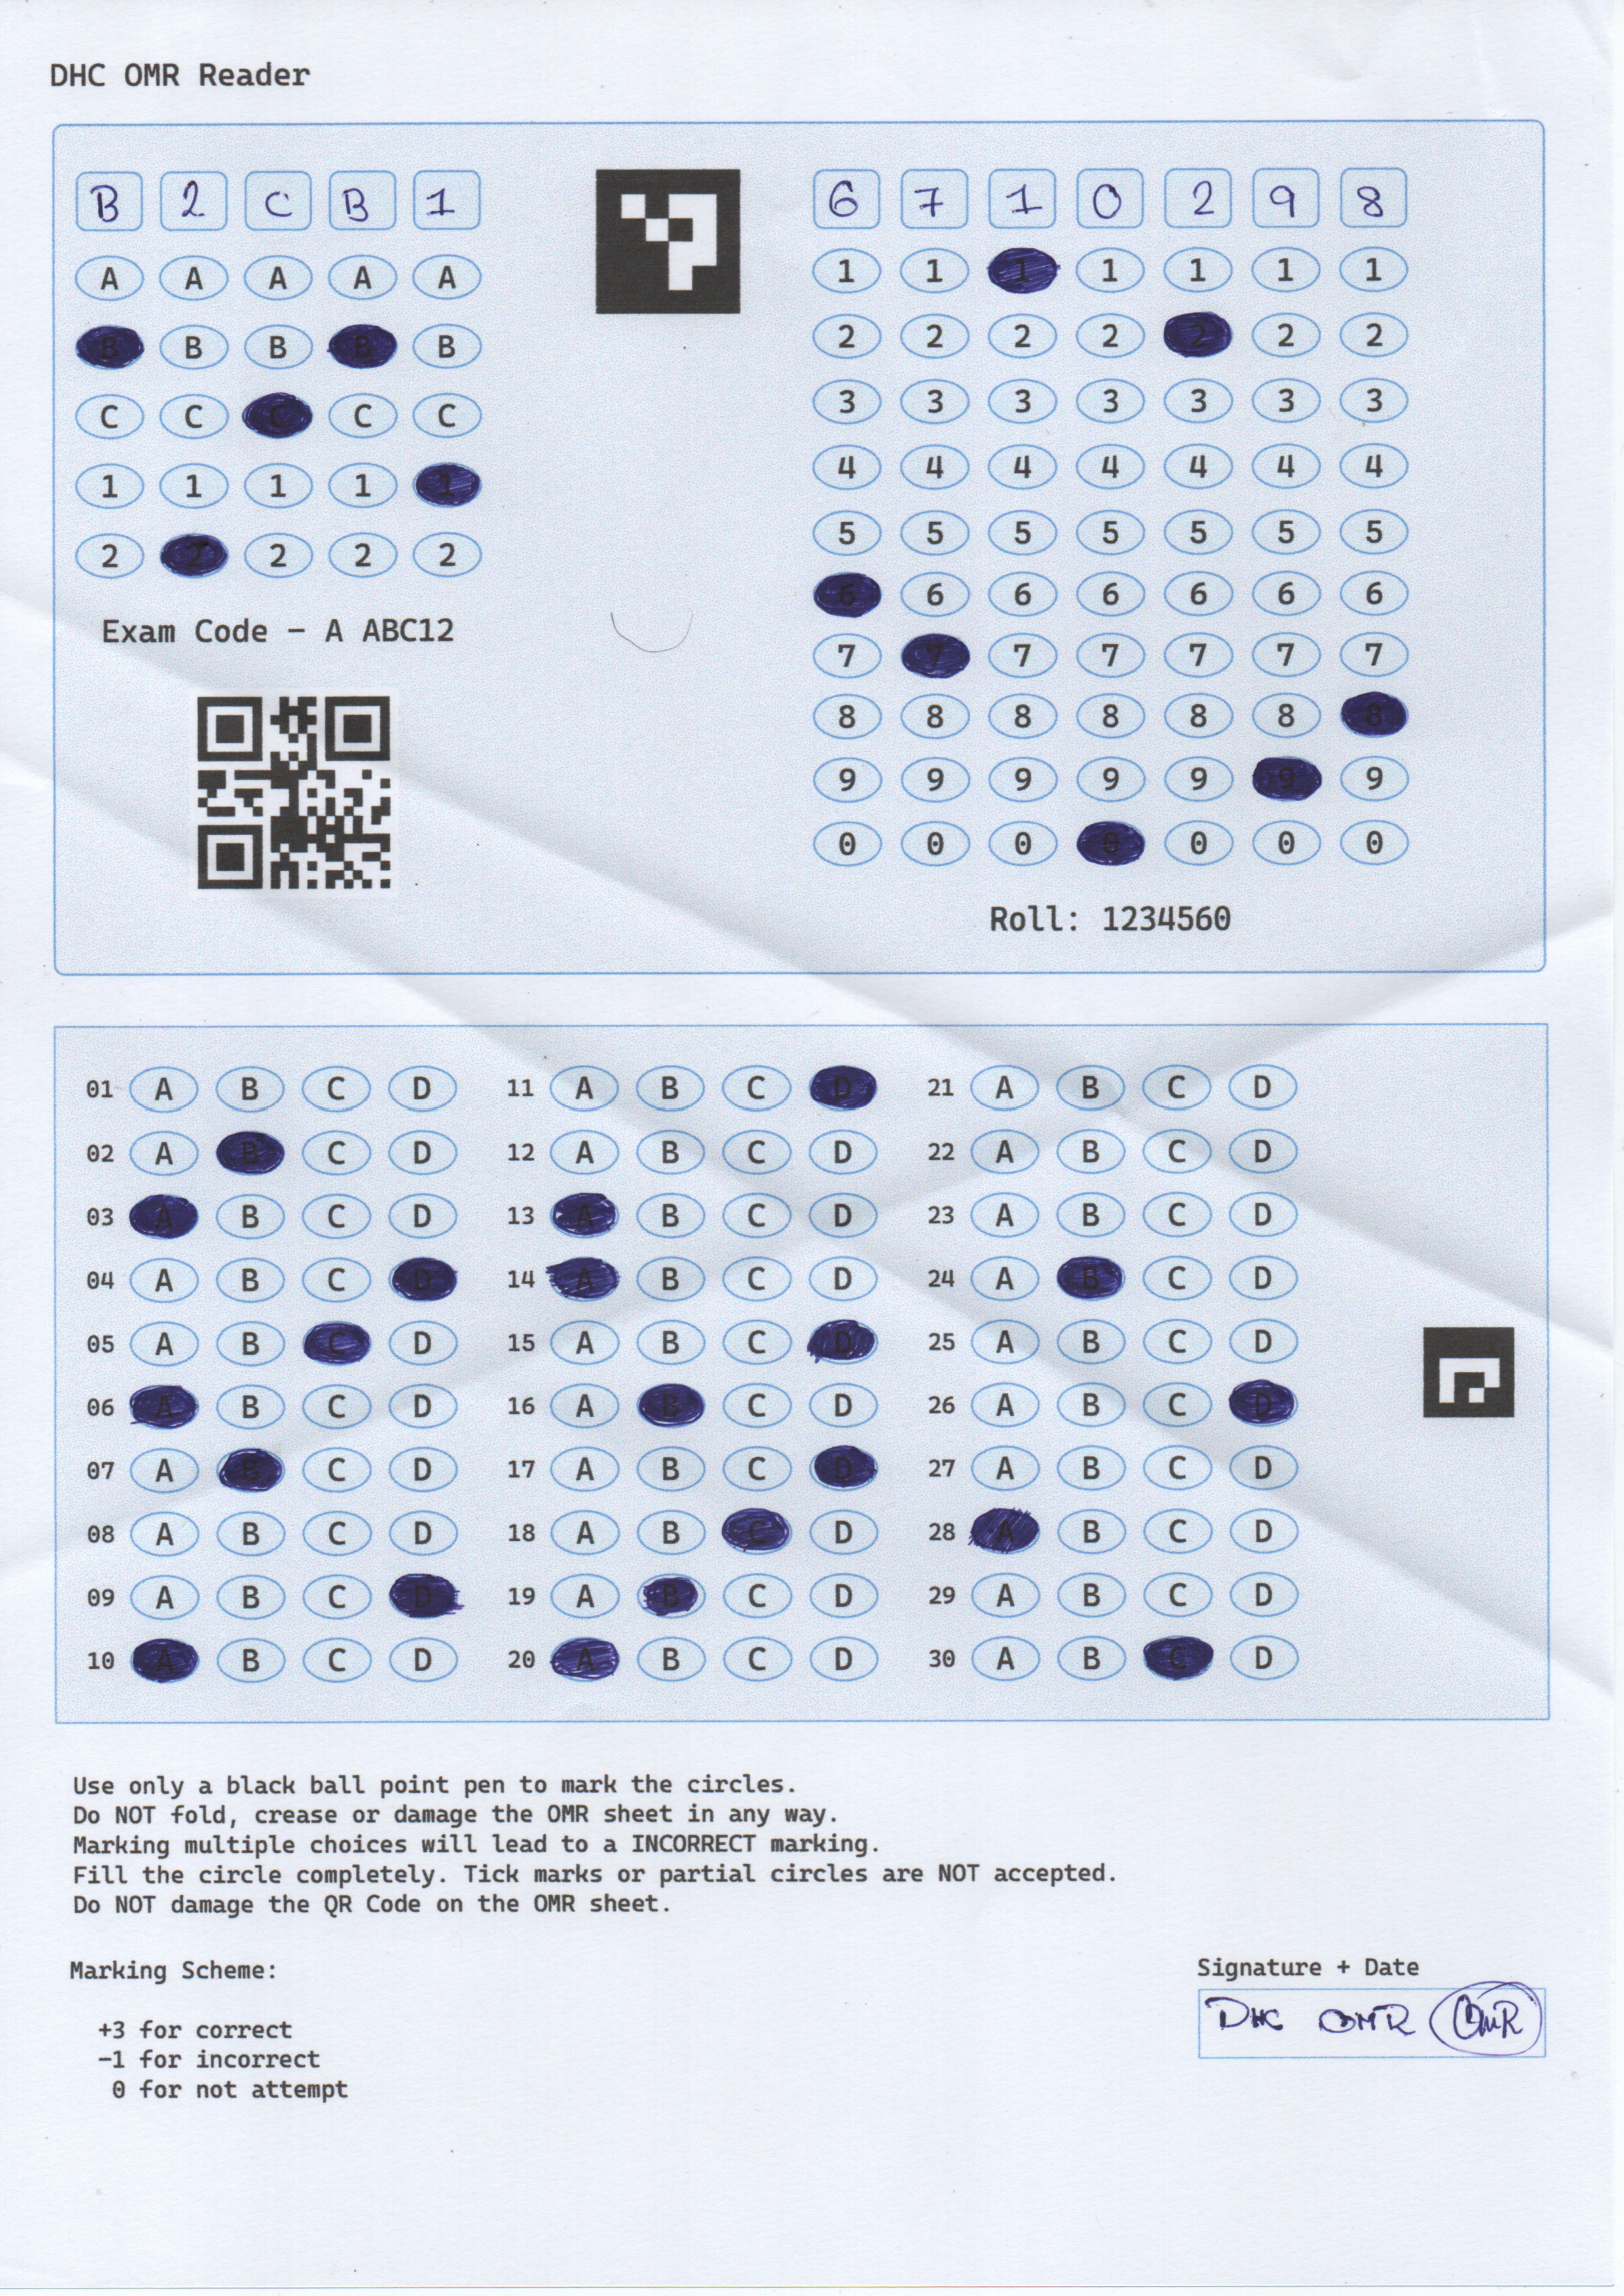 DHC OMR Reader
B 2 C B 1
A A A A A
B B B B B
C C C C C
1 1 1 1 1
2 2 2 2 2
Exam Code - A ABC12
6 7 1 0 2 9 8
1 1 1 1 1 1 1
2 2 2 2 2 2 2
3 3 3 3 3 3 3
4 4 4 4 4 4 4
5 5 5 5 5 5 5
6 6 6 6 6 6 6
7 7 7 7 7 7 7
8 8 8 8 8 8 8
9 9 9 9 9 9 9
0 0 0 0 0 0 0
Roll: 1234560
01 A B C D
02 A B C D
03 A B C D
04 A B C D
05 A B C D
06 A B C D
07 A B C D
08 A B C D
09 A B C D
10 A B C D
11 A B C D
12 A B C D
13 A B C D
14 A B C D
15 A B C D
16 A B C D
17 A B C D
18 A B C D
19 A B C D
20 A B C D
21 A B C D
22 A B C D
23 A B C D
24 A B C D
25 A B C D
26 A B C D
27 A B C D
28 A B C D
29 A B C D
30 A B C D
Use only a black ball point pen to mark the circles.
Do NOT fold, crease or damage the OMR sheet in any way.
Marking multiple choices will lead to a INCORRECT marking.
Fill the circle completely. Tick marks or partial circles are NOT accepted.
Do NOT damage the QR Code on the OMR sheet.
Marking Scheme:
+3 for correct
-1 for incorrect
0 for not attempt
Signature + Date
DHC OMR OMR